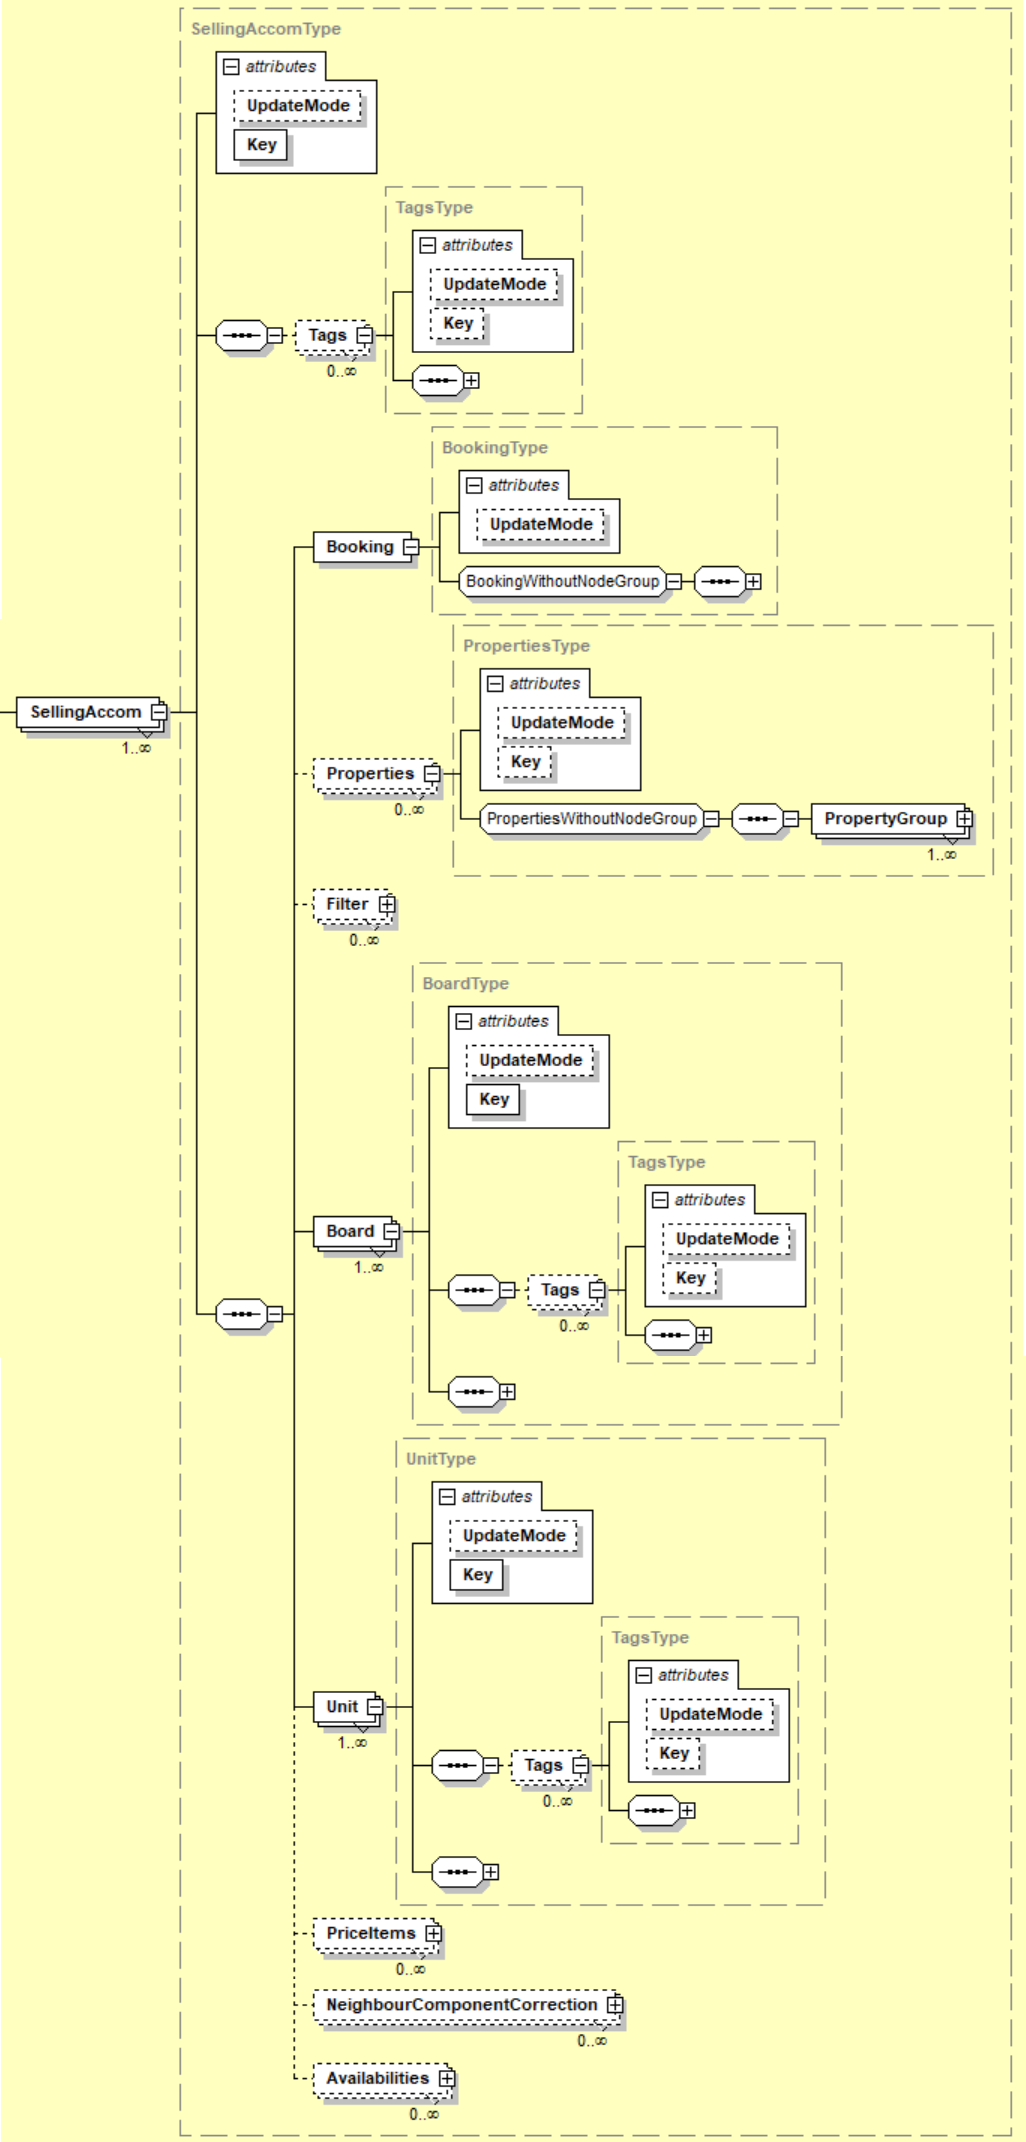 SellingAccomType
attributes
UpdateMode
Key
TagsType
attributes
UpdateMode
Key
Tags
0..∞
BookingType
attributes
UpdateMode
Booking
BookingWithoutNodeGroup
PropertiesType
attributes
UpdateMode
Key
SellingAccom
1..∞
Properties
0..∞
PropertiesWithoutNodeGroup
PropertyGroup
1..∞
Filter
0..∞
BoardType
attributes
UpdateMode
Key
TagsType
attributes
UpdateMode
Key
Board
1..∞
Tags
0..∞
UnitType
attributes
UpdateMode
Key
TagsType
attributes
UpdateMode
Key
Unit
1..∞
Tags
0..∞
PriceItems
0..∞
NeighbourComponentCorrection
0..∞
Availabilities
0..∞